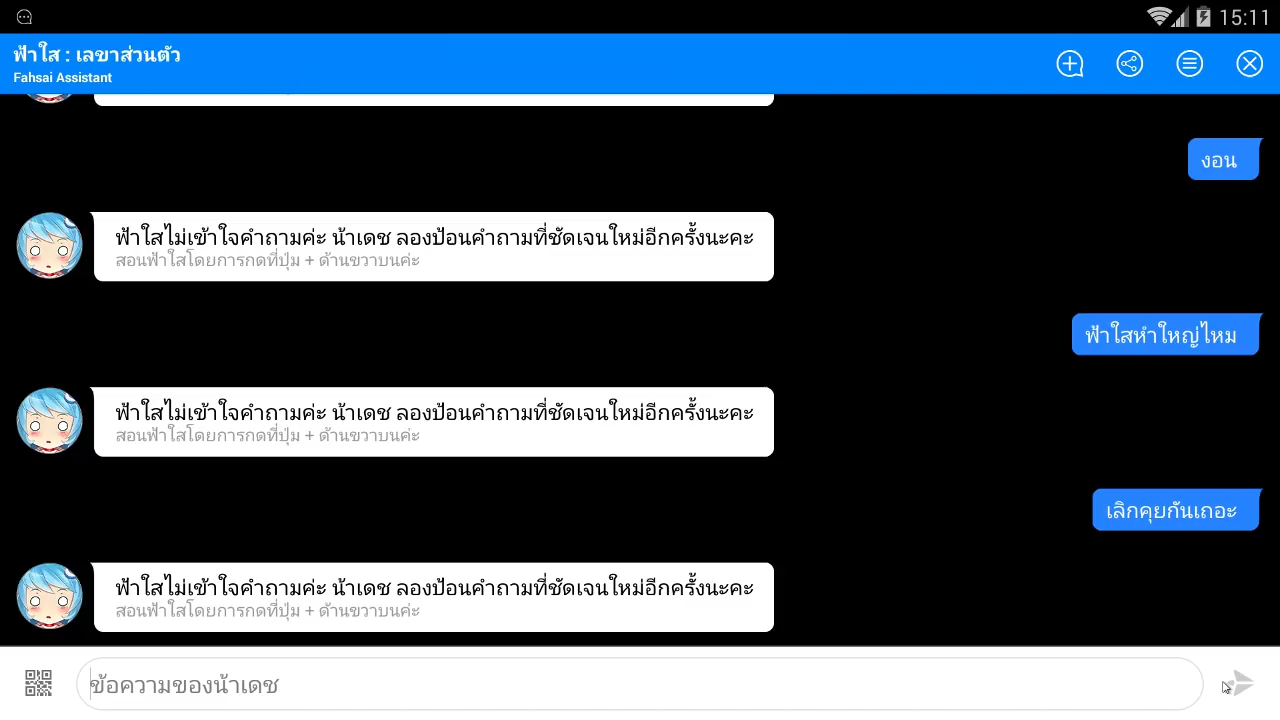 15:11
ฟ้าใส : เลขาส่วนตัว
Fahsai Assistant
งอน
ฟ้าใสไม่เข้าใจคำถามค่ะ น้าเดช ลองป้อนคำถามที่ชัดเจนใหม่อีกครั้งนะคะ
สอนฟ้าใสโดยการกดที่ปุ่ม + ด้านขวาบนค่ะ
ฟ้าใสหำใหญ่ไหม
ฟ้าใสไม่เข้าใจคำถามค่ะ น้าเดช ลองป้อนคำถามที่ชัดเจนใหม่อีกครั้งนะคะ
สอนฟ้าใสโดยการกดที่ปุ่ม + ด้านขวาบนค่ะ
เลิกคุยกันเถอะ
ฟ้าใสไม่เข้าใจคำถามค่ะ น้าเดช ลองป้อนคำถามที่ชัดเจนใหม่อีกครั้งนะคะ
สอนฟ้าใสโดยการกดที่ปุ่ม + ด้านขวาบนค่ะ
ข้อความของน้าเดช